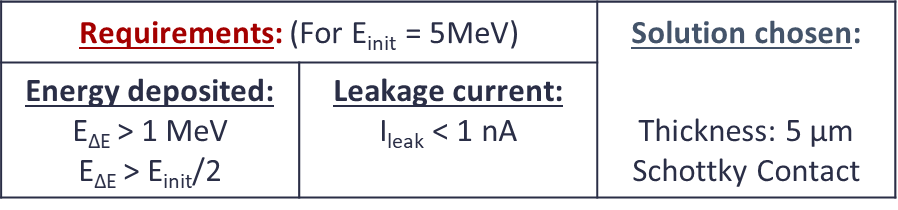 Requirements: (For Einit = 5MeV)
Solution chosen:
Energy deposited:
EΔE > 1 MeV
EΔE > Einit/2
Leakage current:
Ileak < 1 nA
Thickness: 5 µm
Schottky Contact